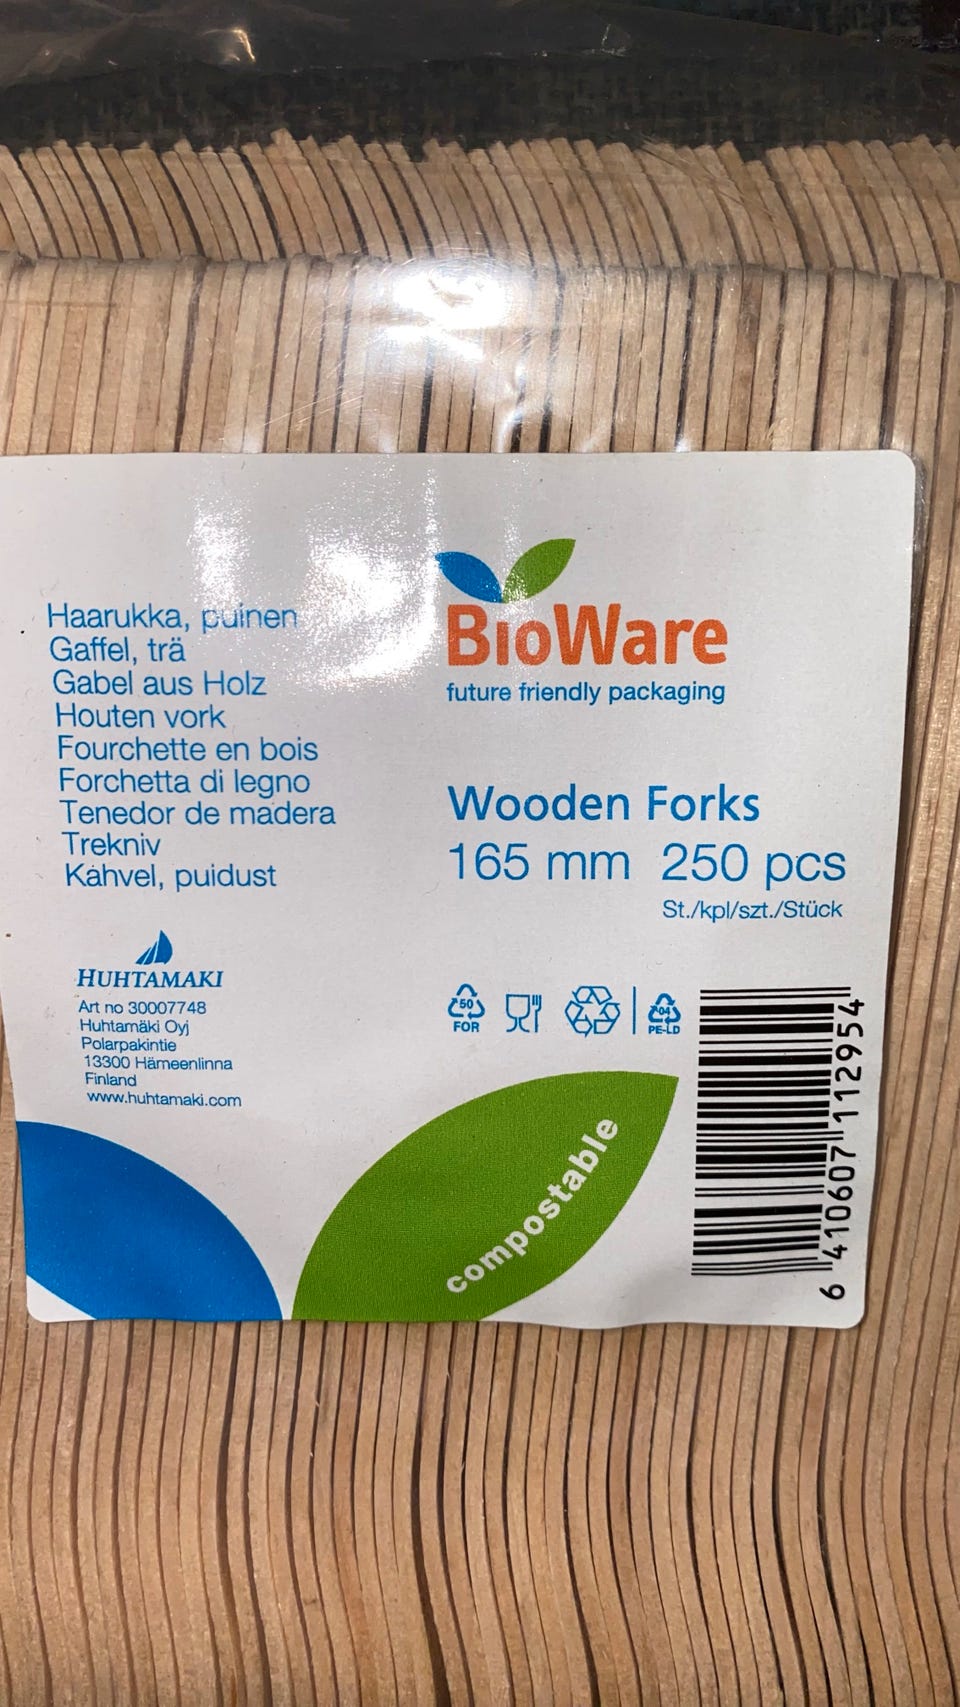 Haarukka, puinen
Gaffel, trä
Gabel aus Holz
Houten vork
Fourchette en bois
Forchetta di legno
Tenedor de madera
Trekniv
Kahvel, puidust
HUHTAMAKI
Art no 30007748
Huhtamäki Oyj
Polarpakintie
13300 Hämeenlinna
Finland
www.huhtamaki.com
BioWare
future friendly packaging
Wooden Forks
165 mm 250 pcs
St./kpl/szt./Stück
50
FOR
04
PE-LD
compostable
6 410607 112954